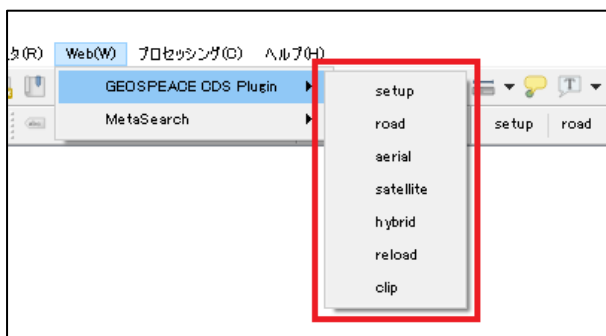 タ(R) Web(W) プロセッシング(C) ヘルプ(H)
GEOSPEACE CDS Plugin
MetaSearch
setup
road
aerial
satellite
hybrid
reload
clip
setup road